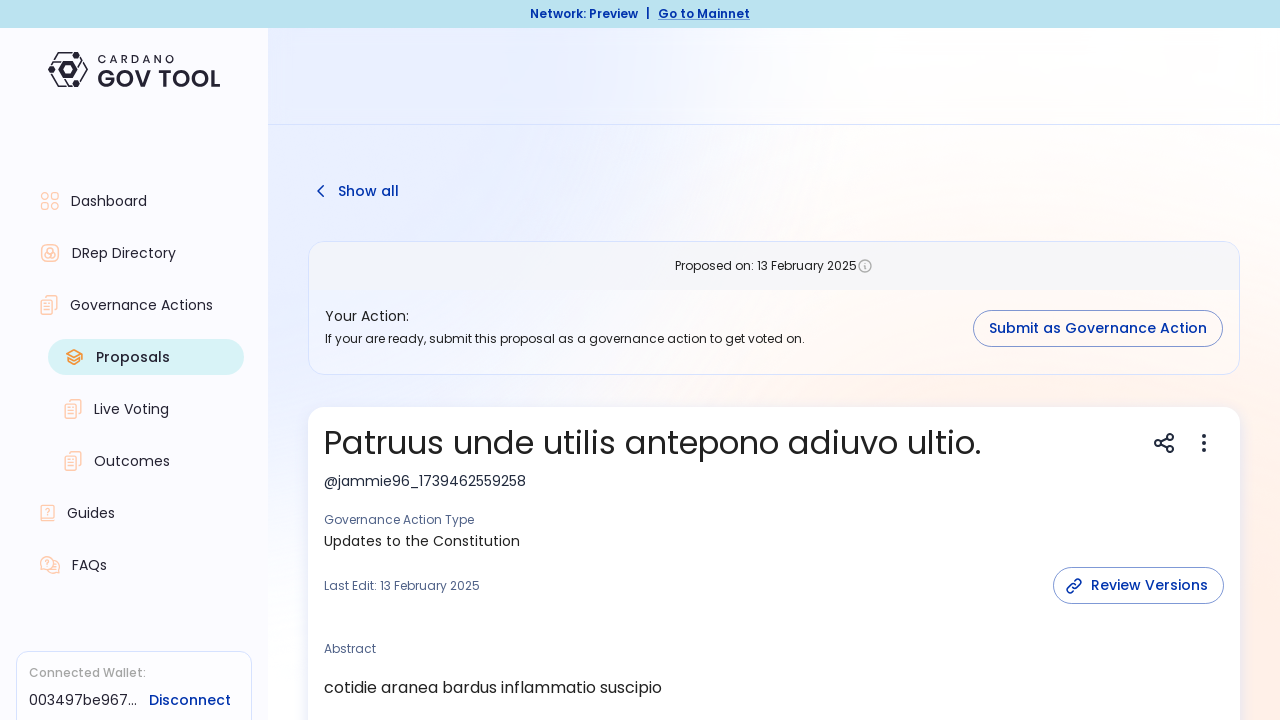 Network: Preview | Go to Mainnet
CARDANO
GOV TOOL
Dashboard
DRep Directory
Governance Actions
Proposals
Live Voting
Outcomes
Guides
FAQs
Connected Wallet:
003497be967... Disconnect
Show all
Proposed on: 13 February 2025
Your Action:
If your are ready, submit this proposal as a governance action to get voted on.
Submit as Governance Action
Patruus unde utilis antepono adiuvo ultio.
@jammie96_1739462559258
Governance Action Type
Updates to the Constitution
Last Edit: 13 February 2025
Review Versions
Abstract
cotidie aranea bardus inflammatio suscipio